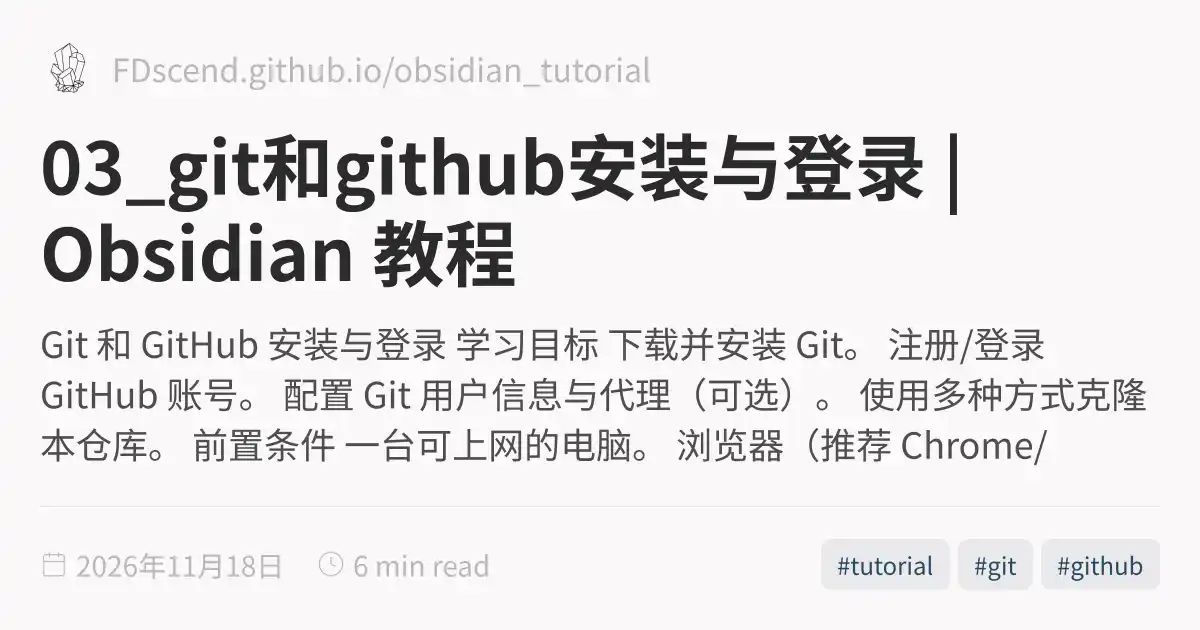 FDscend.github.io/obsidian_tutorial
03_git和github安装与登录 |
Obsidian 教程
Git 和 GitHub 安装与登录 学习目标 下载并安装 Git。 注册/登录
GitHub 账号。 配置 Git 用户信息与代理（可选）。 使用多种方式克隆
本仓库。 前置条件 一台可上网的电脑。 浏览器（推荐 Chrome/
2026年11月18日 6 min read #tutorial #git #github